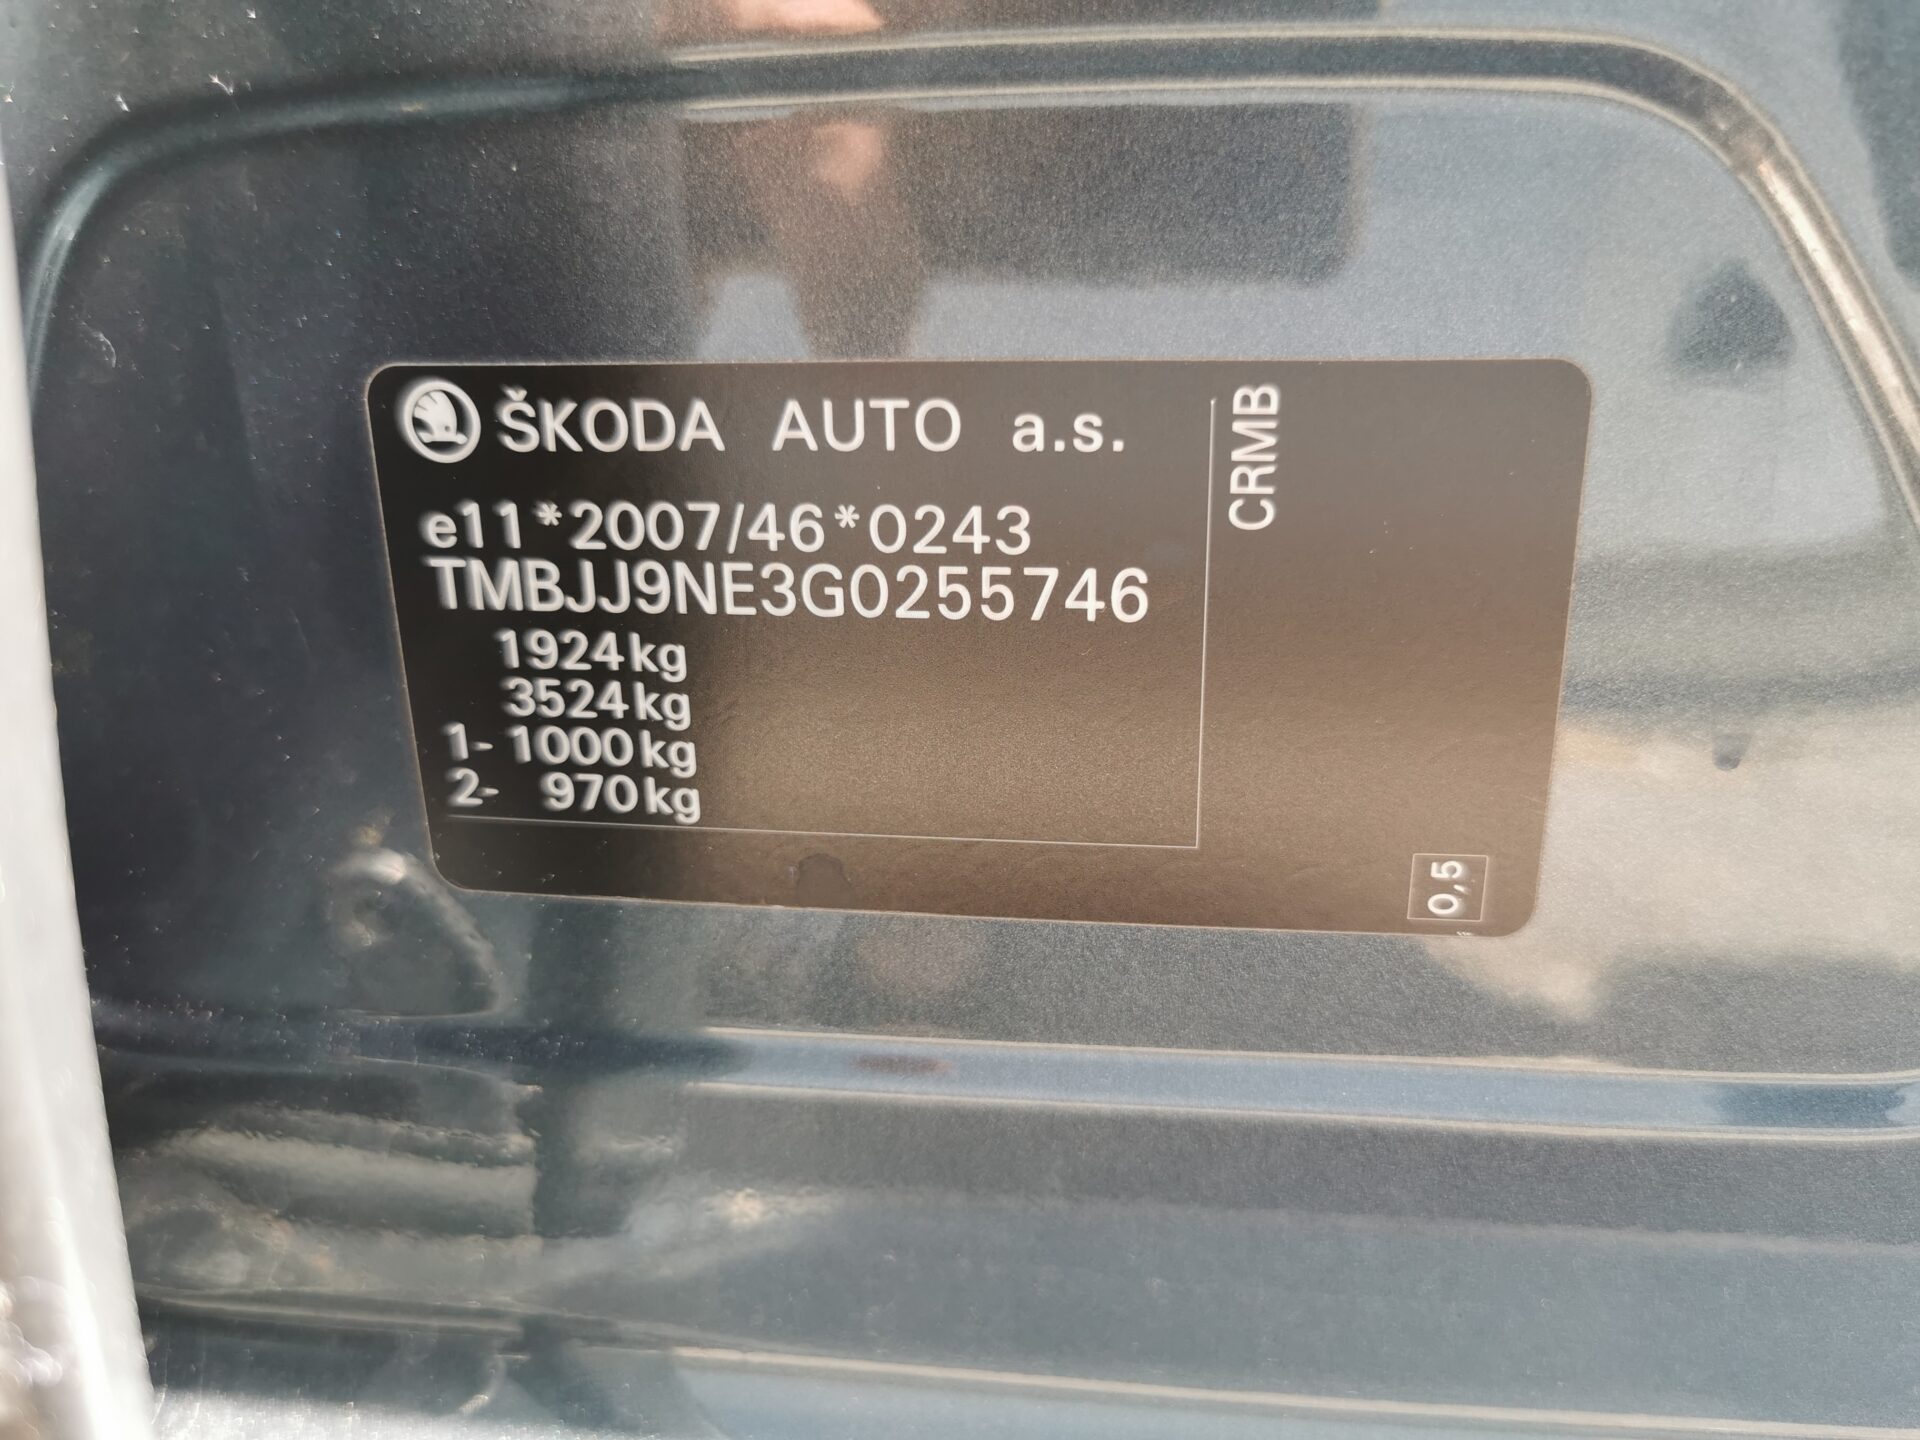 ŠKODA AUTO a.s.
e11*2007/46*0243
TMBJJ9NE3G0255746
1924kg
3524kg
1- 1000kg
2- 970kg
CRMB
0,5